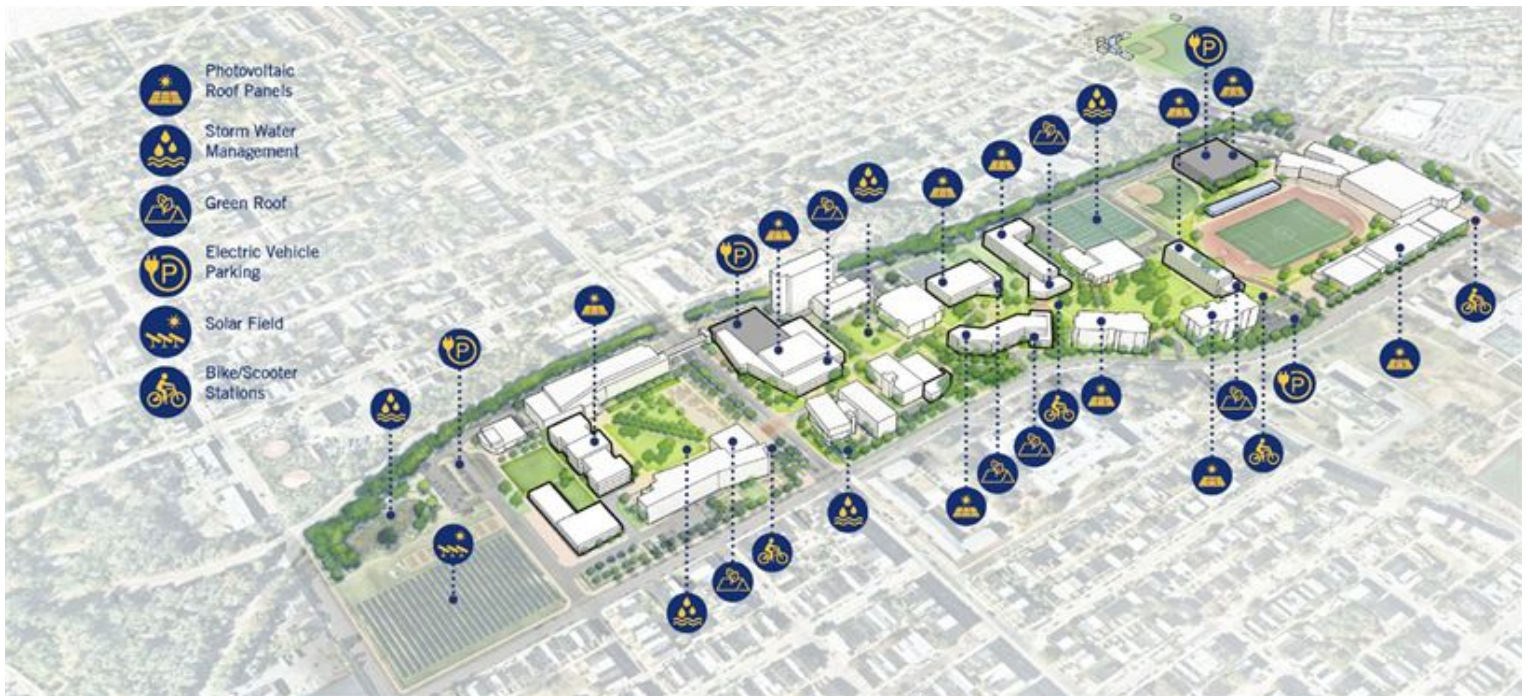 Photovoltaic
Roof Panels
Storm Water
Management
Green Roof
Electric Vehicle
Parking
Solar Field
Bike/Scooter
Stations
P
P
P
P
P